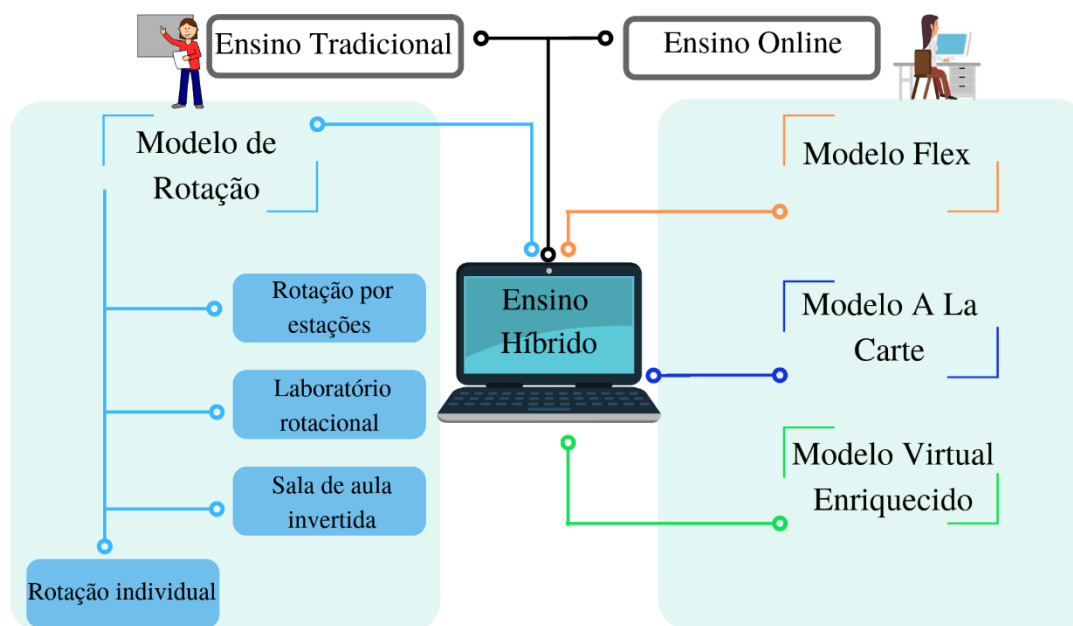 Ensino Tradicional
Ensino Online
Modelo de
Rotação
Rotação por
estações
Laboratório
rotacional
Sala de aula
invertida
Rotação individual
Ensino
Híbrido
Modelo Flex
Modelo A La
Carte
Modelo Virtual
Enriquecido